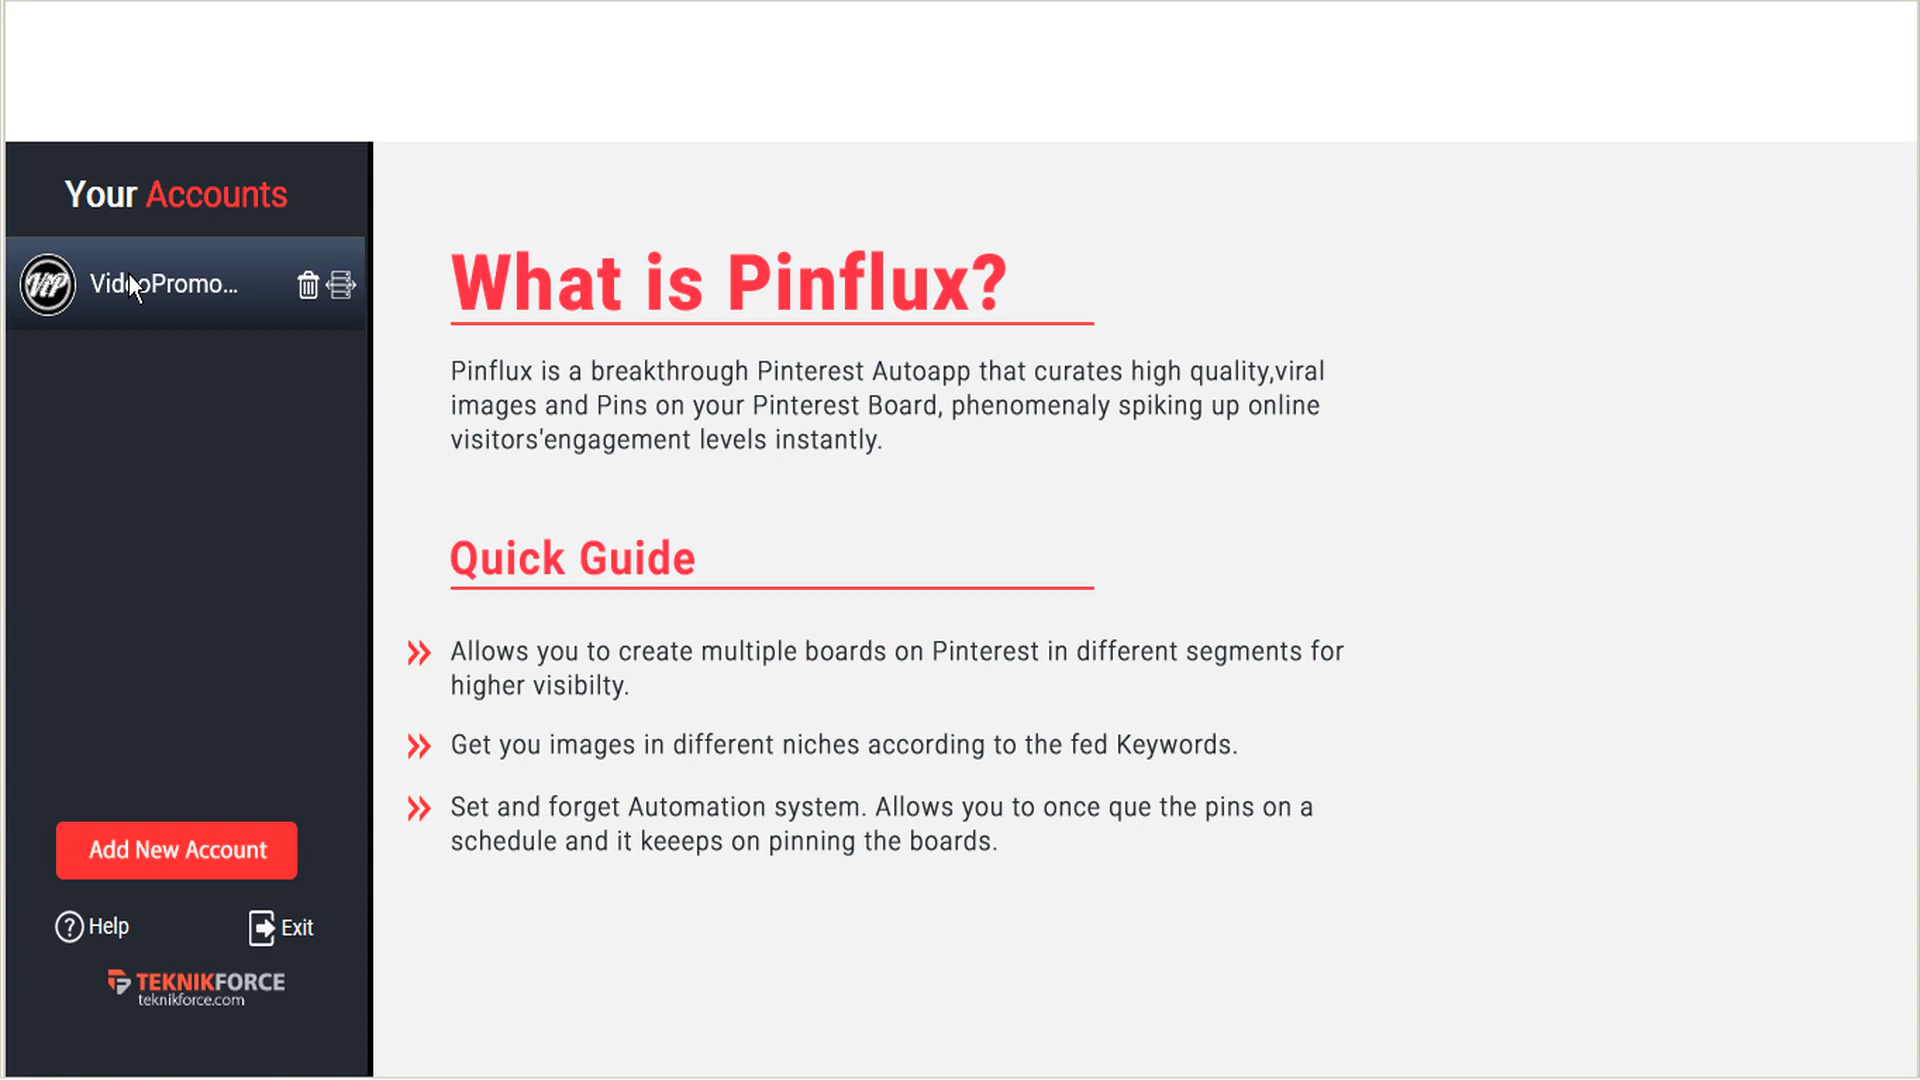 Your Accounts
VIP
VideoPromo...
Add New Account
Help
Exit
TEKNIKFORCE
teknikforce.com
What is Pinflux?
Pinflux is a breakthrough Pinterest Autoapp that curates high quality,viral
images and Pins on your Pinterest Board, phenomenaly spiking up online
visitors'engagement levels instantly.
Quick Guide
Allows you to create multiple boards on Pinterest in different segments for
higher visibilty.
Get you images in different niches according to the fed Keywords.
Set and forget Automation system. Allows you to once que the pins on a
schedule and it keeeps on pinning the boards.